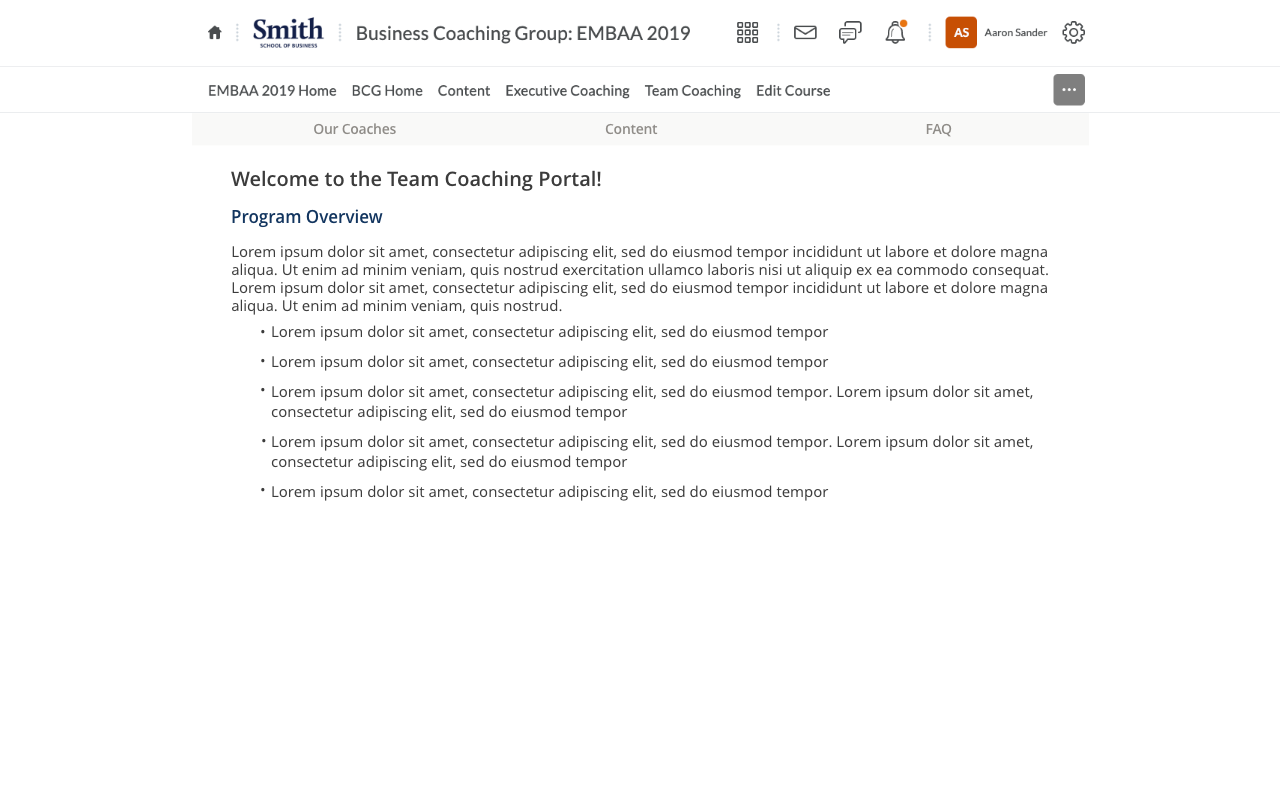 Smith
SCHOOL OF BUSINESS
Business Coaching Group: EMBAA 2019
AS
Aaron Sander
EMBAA 2019 Home
BCG Home
Content
Executive Coaching
Team Coaching
Edit Course
Our Coaches
Content
FAQ
Welcome to the Team Coaching Portal!
Program Overview
Lorem ipsum dolor sit amet, consectetur adipiscing elit, sed do eiusmod tempor incididunt ut labore et dolore magna
aliqua. Ut enim ad minim veniam, quis nostrud exercitation ullamco laboris nisi ut aliquip ex ea commodo consequat.
Lorem ipsum dolor sit amet, consectetur adipiscing elit, sed do eiusmod tempor incididunt ut labore et dolore magna
aliqua. Ut enim ad minim veniam, quis nostrud.
• Lorem ipsum dolor sit amet, consectetur adipiscing elit, sed do eiusmod tempor
• Lorem ipsum dolor sit amet, consectetur adipiscing elit, sed do eiusmod tempor
• Lorem ipsum dolor sit amet, consectetur adipiscing elit, sed do eiusmod tempor. Lorem ipsum dolor sit amet,
consectetur adipiscing elit, sed do eiusmod tempor
• Lorem ipsum dolor sit amet, consectetur adipiscing elit, sed do eiusmod tempor. Lorem ipsum dolor sit amet,
consectetur adipiscing elit, sed do eiusmod tempor
• Lorem ipsum dolor sit amet, consectetur adipiscing elit, sed do eiusmod tempor